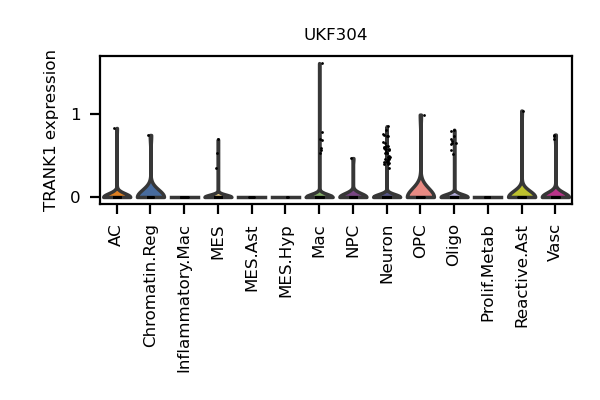 UKF304
TRANK1 expression
1
0
AC
Chromatin.Reg
Inflammatory.Mac
MES
MES.Ast
MES.Hyp
Mac
NPC
Neuron
OPC
Oligo
Prolif.Metab
Reactive.Ast
Vasc